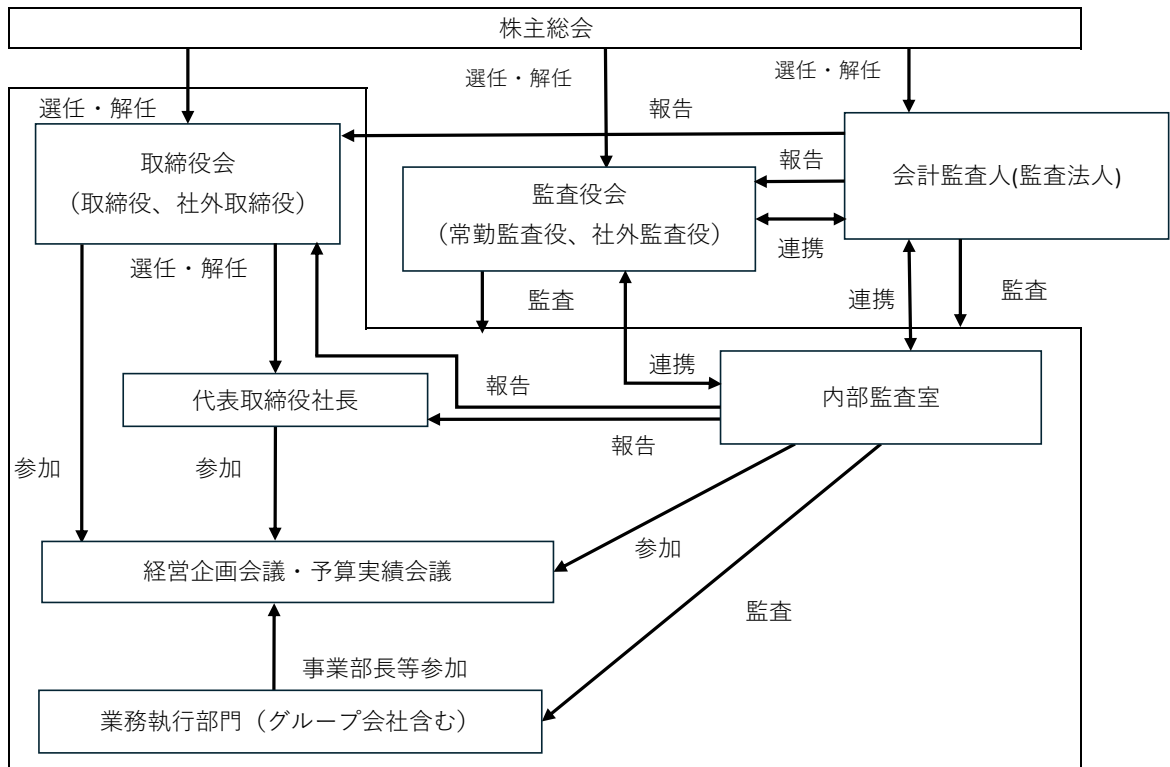 株主総会
選任・解任
選任・解任
選任・解任
報告
取締役会
（取締役、社外取締役）
監査役会
（常勤監査役、社外監査役）
報告
会計監査人(監査法人)
連携
選任・解任
監査
連携
監査
代表取締役社長
報告
連携
内部監査室
報告
参加
参加
経営企画会議・予算実績会議
参加
監査
事業部長等参加
業務執行部門（グループ会社含む）